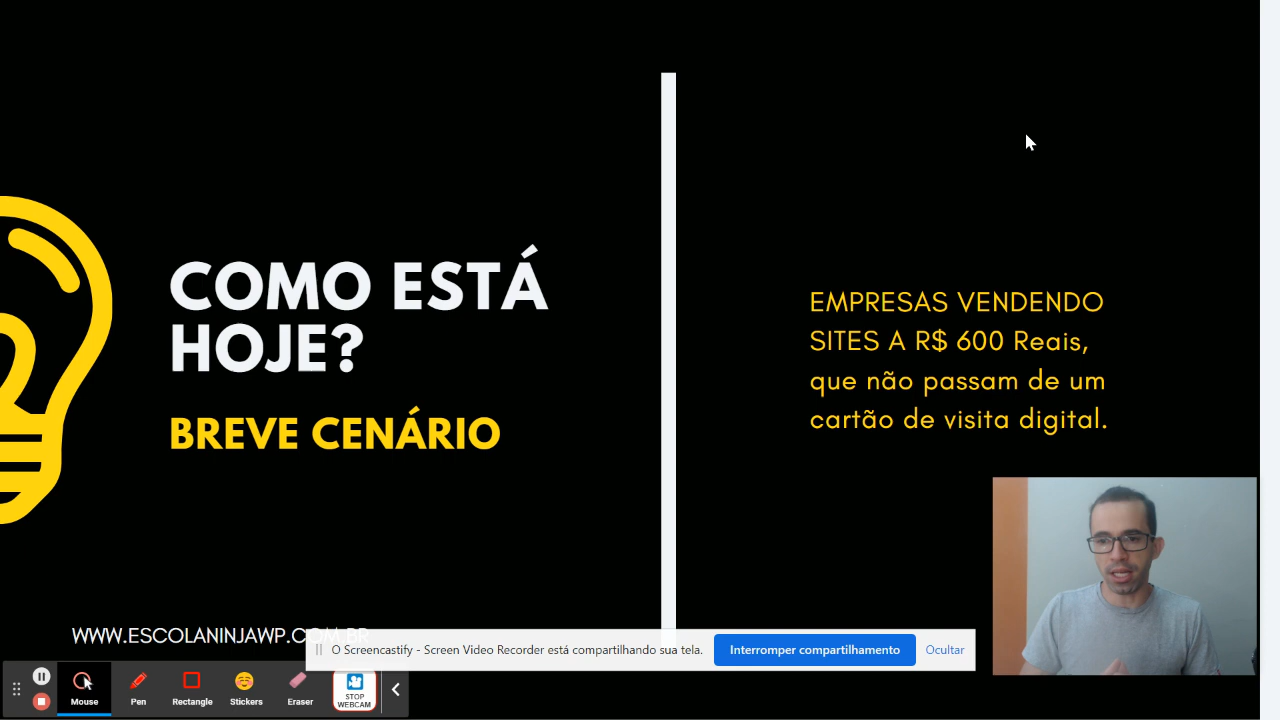 COMO ESTÁ
HOJE?
BREVE CENÁRIO
EMPRESAS VENDENDO
SITES A R$ 600 Reais,
que não passam de um
cartão de visita digital.
WWW.ESCOLANINJAWP.COM.BR
O Screencastify - Screen Video Recorder está compartilhando sua tela.
Interromper compartilhamento
Ocultar
Mouse
Pen
Rectangle
Stickers
Eraser
STOP
WEBCAM